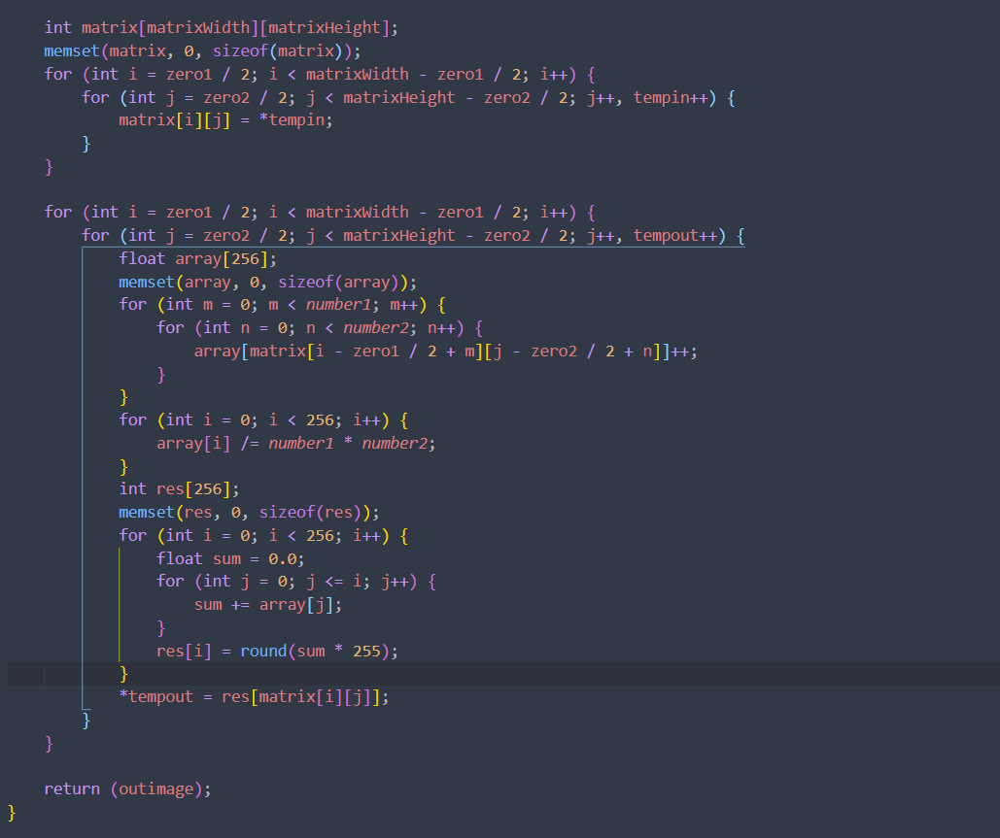 int matrix[matrixWidth][matrixHeight];
memset(matrix, 0, sizeof(matrix));
for (int i = zero1 / 2; i < matrixWidth - zero1 / 2; i++) {
for (int j = zero2 / 2; j < matrixHeight - zero2 / 2; j++, tempin++) {
matrix[i][j] = *tempin;
}
}
for (int i = zero1 / 2; i < matrixWidth - zero1 / 2; i++) {
for (int j = zero2 / 2; j < matrixHeight - zero2 / 2; j++, tempout++) {
float array[256];
memset(array, 0, sizeof(array));
for (int m = 0; m < number1; m++) {
for (int n = 0; n < number2; n++) {
array[matrix[i - zero1 / 2 + m][j - zero2 / 2 + n]]++;
}
}
for (int i = 0; i < 256; i++) {
array[i] /= number1 * number2;
}
int res[256];
memset(res, 0, sizeof(res));
for (int i = 0; i < 256; i++) {
float sum = 0.0;
for (int j = 0; j <= i; j++) {
sum += array[j];
}
res[i] = round(sum * 255);
}
*tempout = res[matrix[i][j]];
}
}
return (outimage);
}